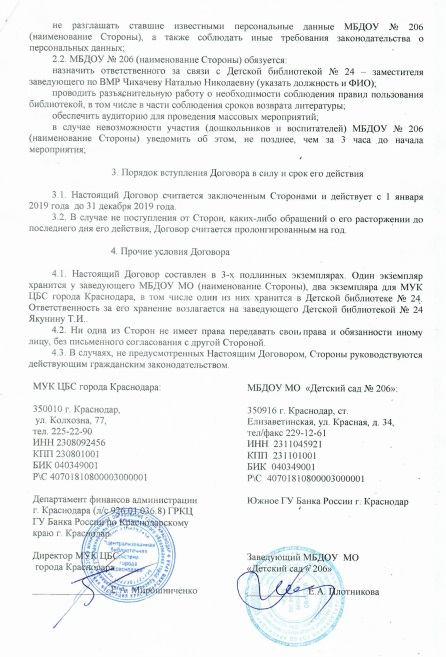 не разглашать ставшие известными персональные данные МБДОУ № 206
(наименование Стороны), а также соблюдать иные требования законодательства о
персональных данных;
2.2. МБДОУ № 206 (наименование Стороны) обязуется:
назначить ответственного за связи с Детской библиотекой № 24 – заместителя
заведующего по ВМР Чихачеву Наталью Николаевну (указать должность и ФИО);
проводить разъяснительную работу о необходимости соблюдения правил пользования
библиотекой, в том числе в части соблюдения сроков возврата литературы;
обеспечить аудиторию для проведения массовых мероприятий;
в случае невозможности участия (дошкольников и воспитателей) МБДОУ № 206
(наименование Стороны) уведомить об этом, не позднее, чем за 3 часа до начала
мероприятия;
3. Порядок вступления Договора в силу и срок его действия
3.1. Настоящий Договор считается заключенным Сторонами и действует с 1 января
2019 года до 31 декабря 2019 года.
3.2. В случае не поступления от Сторон, каких-либо обращений о его расторжении до
последнего дня его действия, Договор считается пролонгированным на год.
4. Прочие условия Договора
4.1. Настоящий Договор составлен в 3-х подлинных экземплярах. Один экземпляр
хранится у заведующего МБДОУ МО (наименование Стороны), два экземпляра для МУК
ЦБС города Краснодара, в том числе один из них хранится в Детской библиотеке № 24.
Ответственность за его хранение возлагается на заведующего Детской библиотекой № 24
Якунину Т.И..
4.2. Ни одна из Сторон не имеет права передавать свои права и обязанности иному
лицу, без письменного согласования с другой Стороной.
4.3. В случаях, не предусмотренных Настоящим Договором, Стороны руководствуются
действующим гражданским законодательством.
МУК ЦБС города Краснодара:
350010 г. Краснодар,
ул. Колхозна, 77,
тел. 225-22-90
ИНН 2308092456
КПП 230801001
БИК 040349001
Р\С 40701810800003000001
Департамент финансов администрации
г. Краснодара (л/с 926.01.036.8) ГРКЦ
ГУ Банка России по Краснодарскому
краю г. Краснодар
Директор МУК ЦБС
города Краснодара
Мирошниченко
централизованная
библиотечная
система
города
Краснодара
МБДОУ МО «Детский сад № 206»:
350916 г. Краснодар, ст.
Елизаветинская, ул. Красная, д. 34,
тел/факс 229-12-61
ИНН 2311045921
КПП 231101001
БИК 040349001
Р\С 40701810800003000001
Южное ГУ Банка России г. Краснодар
Заведующий МБДОУ МО
«Детский сад № 206»
Е.А. Плотникова